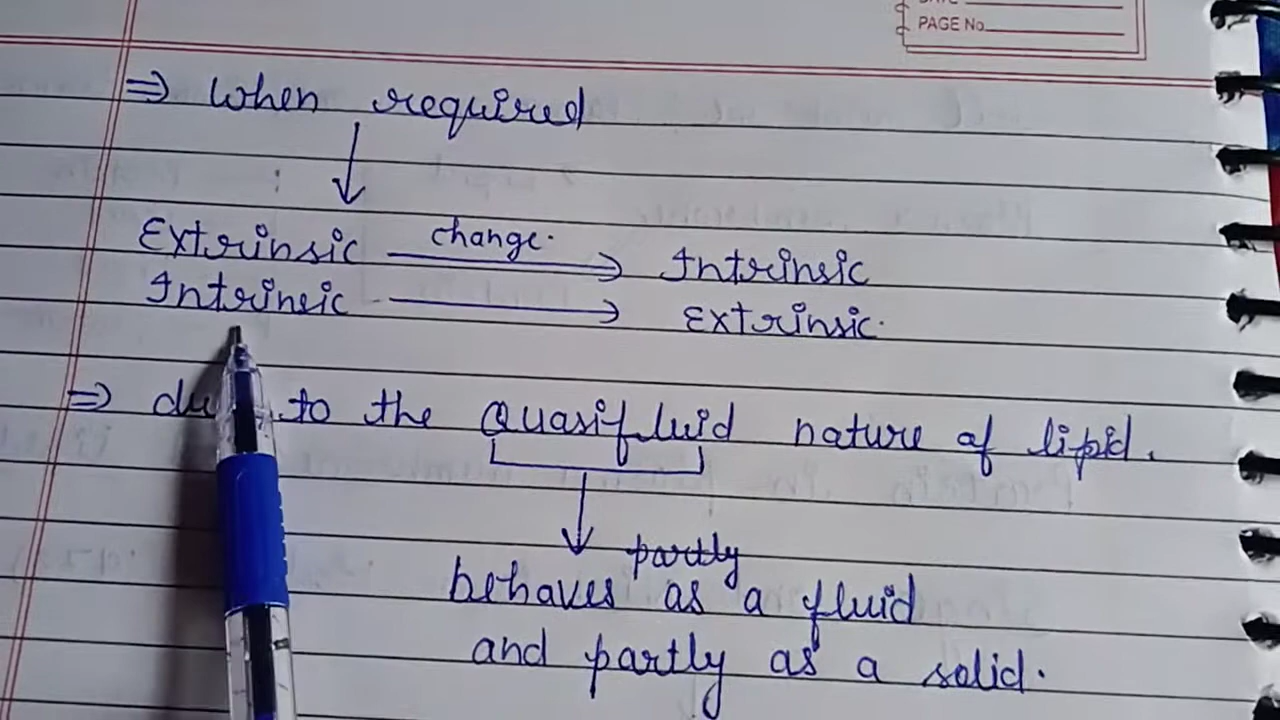 PAGE No.
⇒ When required
↓
Extrinsic change. ⇒ Intrinsic
Intrinsic → Extrinsic.
⇒ to the Quasifluid nature of lipid.
↓
partly
behaves as a fluid
and partly as a solid.